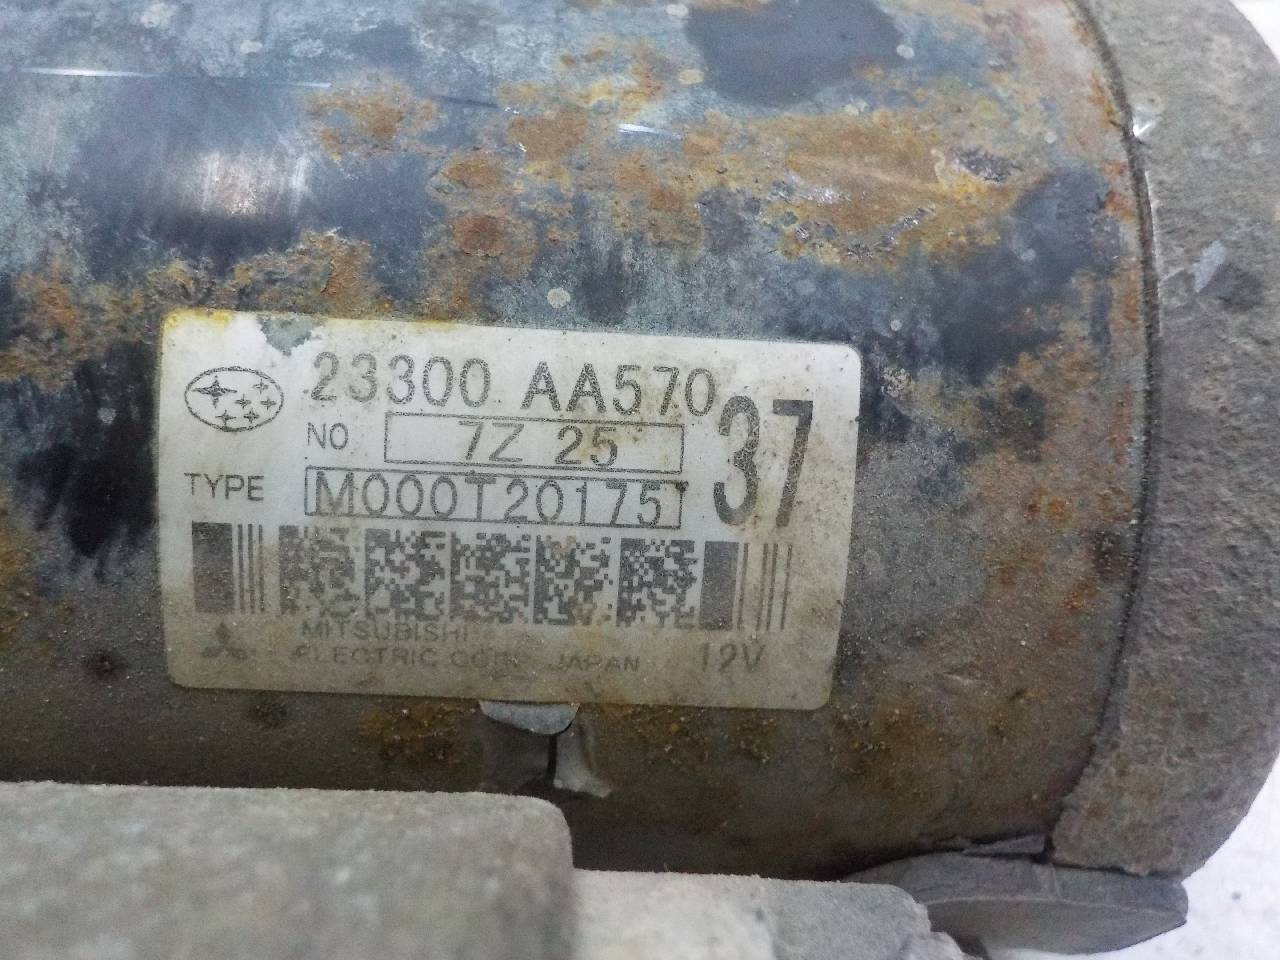 23300 AA570
NO 7Z 25
37
TYPE M000T20175
MITSUBISHI
ELECTRIC CORP. JAPAN 12V